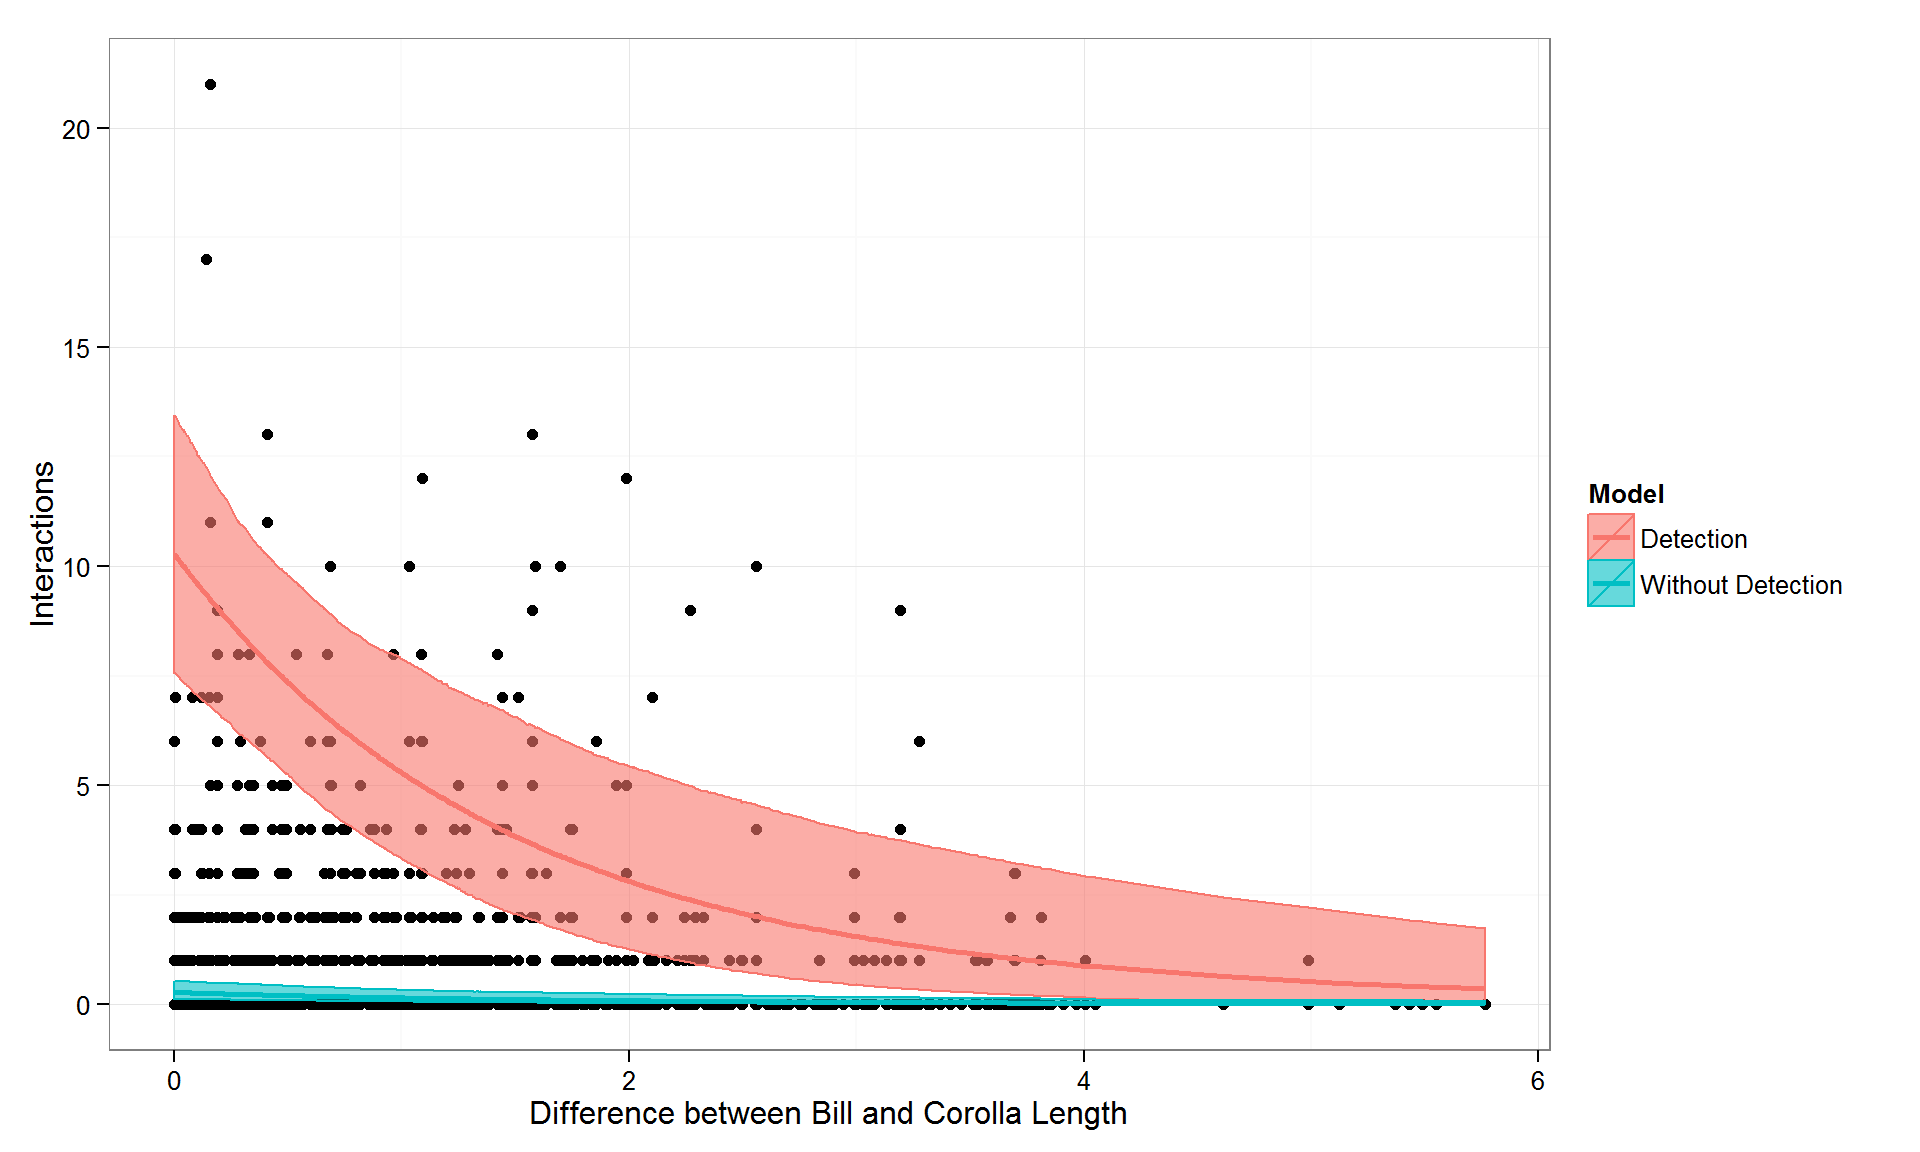 20
15
10
5
0
Interactions
0 2 4 6
Difference between Bill and Corolla Length
Model
Detection
Without Detection